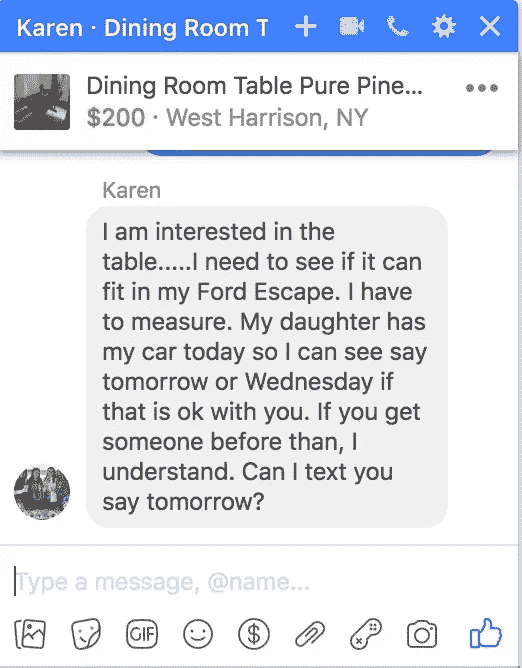 Karen · Dining Room T
Dining Room Table Pure Pine...
$200 · West Harrison, NY
Karen
I am interested in the
table.....I need to see if it can
fit in my Ford Escape. I have
to measure. My daughter has
my car today so I can see say
tomorrow or Wednesday if
that is ok with you. If you get
someone before than, I
understand. Can I text you
say tomorrow?
Type a message, @name...
GIF
$